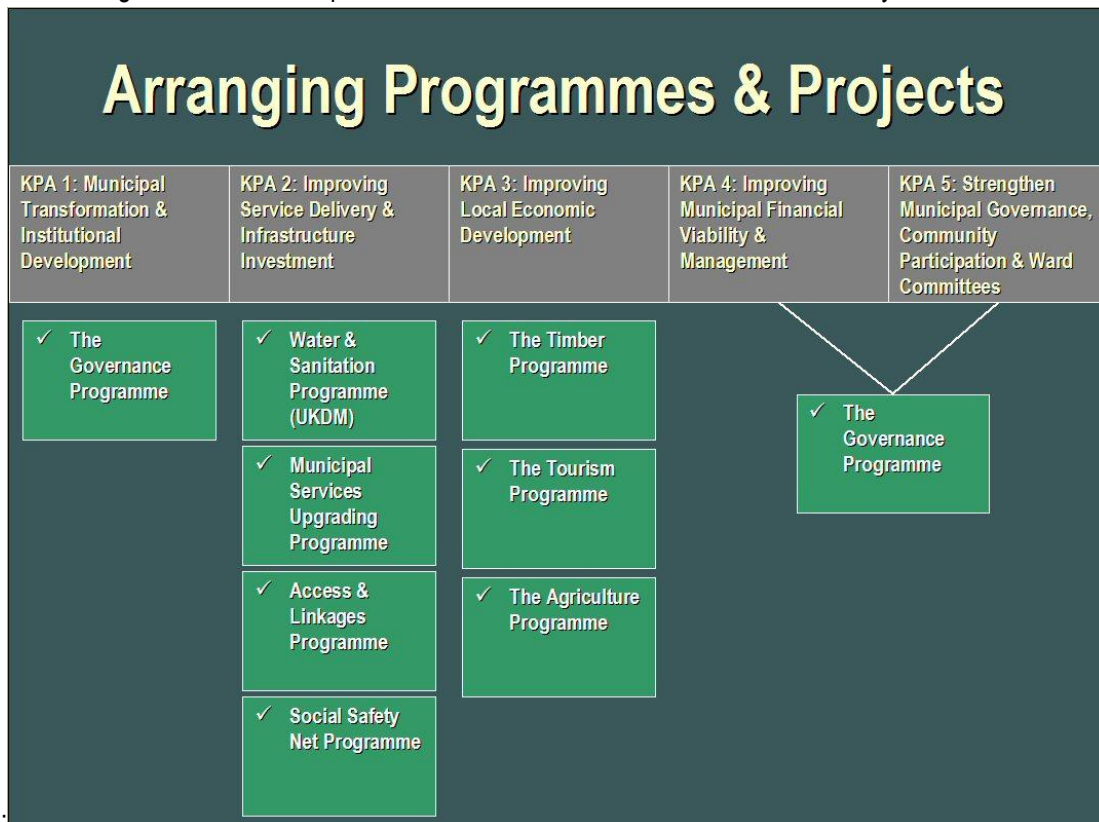 Arranging Programmes & Projects
KPA 1: Municipal
Transformation &
Institutional
Development
KPA 2: Improving
Service Delivery &
Infrastructure
Investment
KPA 3: Improving
Local Economic
Development
KPA 4: Improving
Municipal Financial
Viability &
Management
KPA 5: Strengthen
Municipal Governance,
Community
Participation & Ward
Committees
✓ The
Governance
Programme
✓ Water &
Sanitation
Programme
(UKDM)
✓ Municipal
Services
Upgrading
Programme
✓ Access &
Linkages
Programme
✓ Social Safety
Net Programme
✓ The Timber
Programme
✓ The Tourism
Programme
✓ The Agriculture
Programme
✓ The
Governance
Programme
.